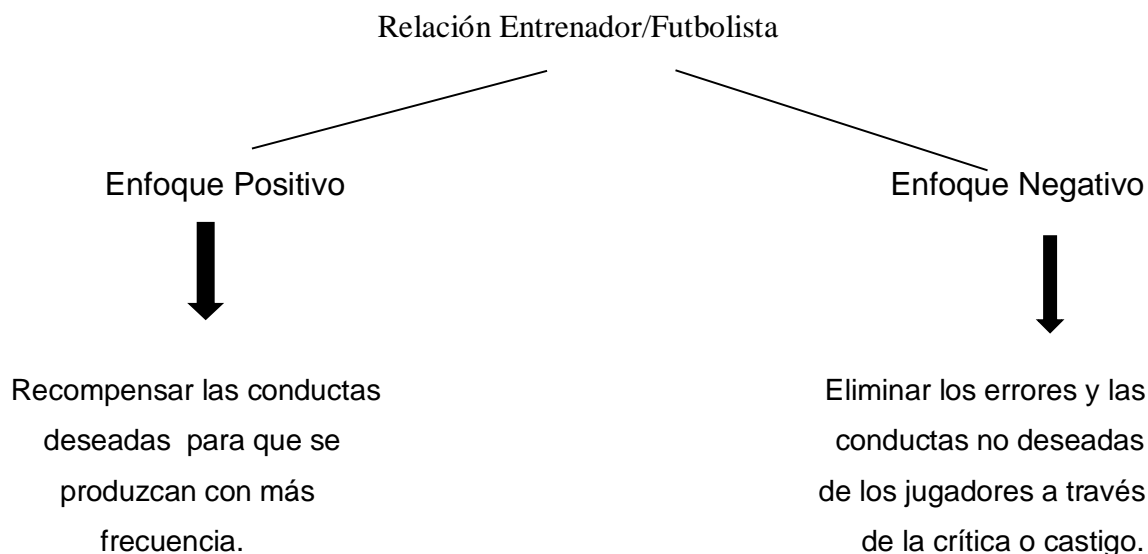 Relación Entrenador/Futbolista
Enfoque Positivo
Enfoque Negativo
Recompensar las conductas
deseadas para que se
produzcan con más
frecuencia.
Eliminar los errores y las
conductas no deseadas
de los jugadores a través
de la crítica o castigo.